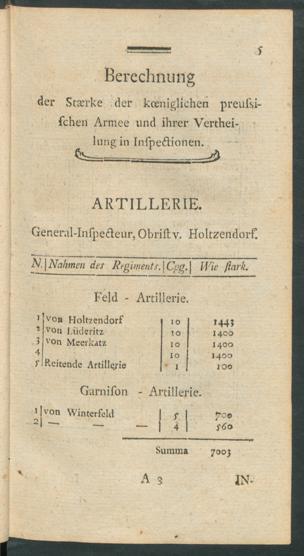 5
Berechnung
der Stærke der kœniglichen preuſsi-
ſchen Armee und ihrer Verthei-
lung in Inſpectionen.
ARTILLERIE.
General-Inſpecteur, Obriſt v. Holtzendorf.
N. | Nahmen des Regiments. | Cpg. | Wie ſtark.
Feld - Artillerie.
1 | von Holtzendorf | 10 | 1443
2 | von Lüderitz | 10 | 1400
3 | von Meerkatz | 10 | 1400
4 | | 10 | 1400
5 | Reitende Artillerie | 1 | 100
Garniſon - Artillerie.
1 | von Winterfeld | 5 | 700
2 | — — — | 4 | 560
Summa 7003
A 3 IN-